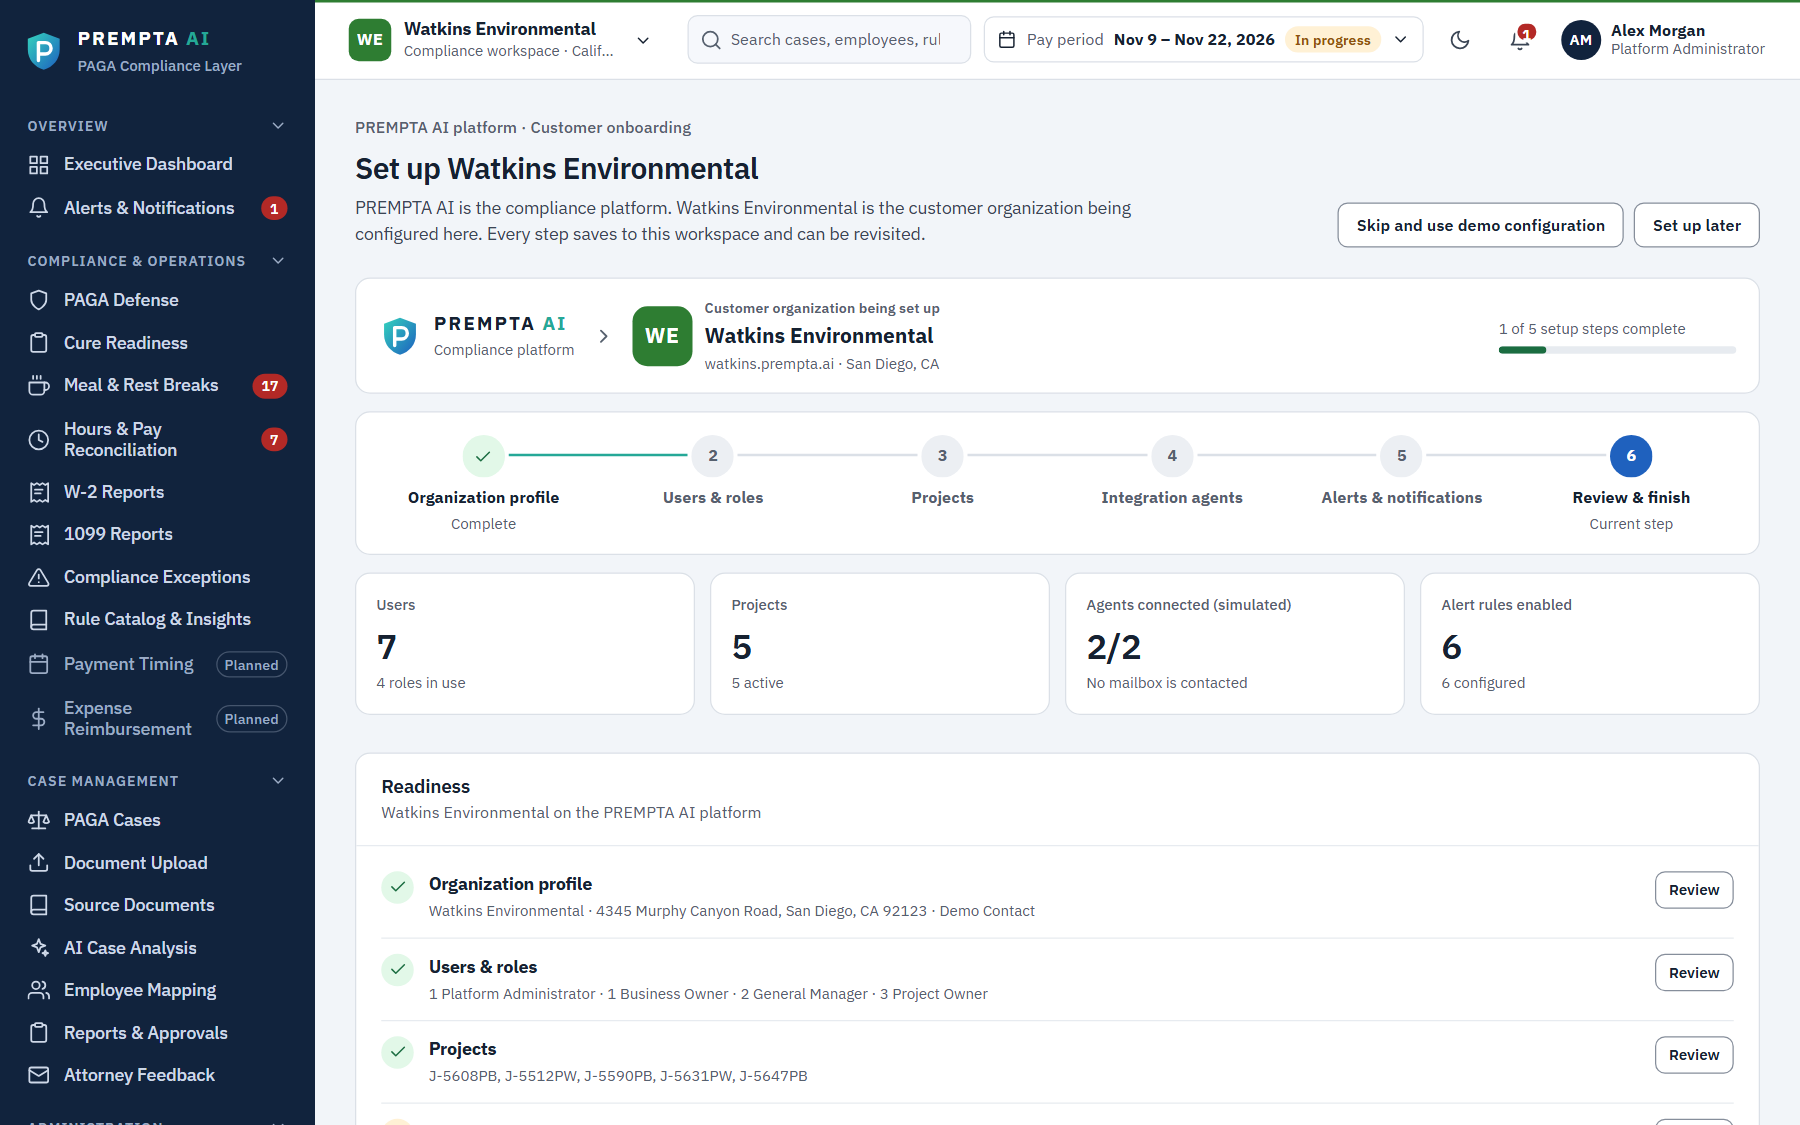 PREMPTA AI
PAGA Compliance Layer
OVERVIEW
Executive Dashboard
Alerts & Notifications
1
COMPLIANCE & OPERATIONS
PAGA Defense
Cure Readiness
Meal & Rest Breaks
17
Hours & Pay
Reconciliation
7
W-2 Reports
1099 Reports
Compliance Exceptions
Rule Catalog & Insights
Payment Timing
Planned
Expense
Reimbursement
Planned
CASE MANAGEMENT
PAGA Cases
Document Upload
Source Documents
AI Case Analysis
Employee Mapping
Reports & Approvals
Attorney Feedback
WE
Watkins Environmental
Compliance workspace · Calif...
Search cases, employees, rul
Pay period Nov 9 – Nov 22, 2026 In progress
1
AM
Alex Morgan
Platform Administrator
PREMPTA AI platform · Customer onboarding
Set up Watkins Environmental
PREMPTA AI is the compliance platform. Watkins Environmental is the customer organization being
configured here. Every step saves to this workspace and can be revisited.
Skip and use demo configuration
Set up later
PREMPTA AI
Compliance platform
WE
Customer organization being set up
Watkins Environmental
watkins.prempta.ai · San Diego, CA
1 of 5 setup steps complete
Organization profile
Complete
2
Users & roles
3
Projects
4
Integration agents
5
Alerts & notifications
6
Review & finish
Current step
Users
7
4 roles in use
Projects
5
5 active
Agents connected (simulated)
2/2
No mailbox is contacted
Alert rules enabled
6
6 configured
Readiness
Watkins Environmental on the PREMPTA AI platform
Organization profile
Watkins Environmental · 4345 Murphy Canyon Road, San Diego, CA 92123 · Demo Contact
Review
Users & roles
1 Platform Administrator · 1 Business Owner · 2 General Manager · 3 Project Owner
Review
Projects
J-5608PB, J-5512PW, J-5590PB, J-5631PW, J-5647PB
Review